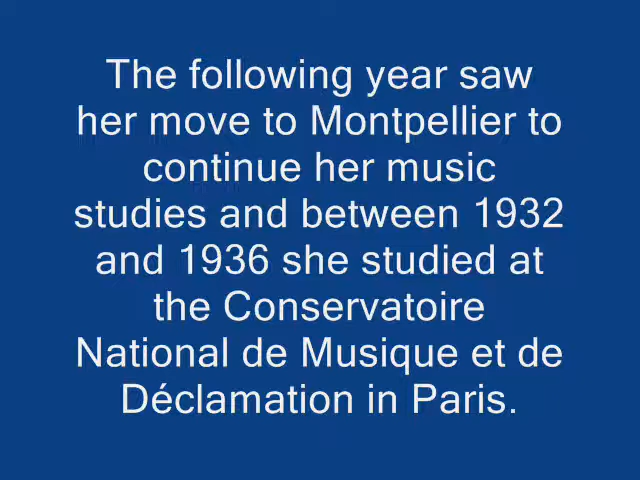 The following year saw
her move to Montpellier to
continue her music
studies and between 1932
and 1936 she studied at
the Conservatoire
National de Musique et de
Déclamation in Paris.